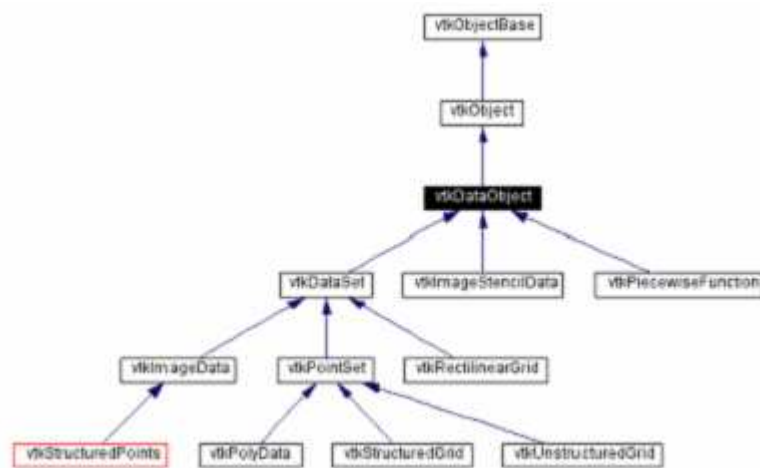 vtkObjectBase
vtkObject
vtkDataObject
vtkDataSet
vtkImageStencilData
vtkPiecewiseFunction
vtkImageData
vtkPointSet
vtkRectilinearGrid
vtkStructuredPoints
vtkPolyData
vtkStructuredGrid
vtkUnstructuredGrid